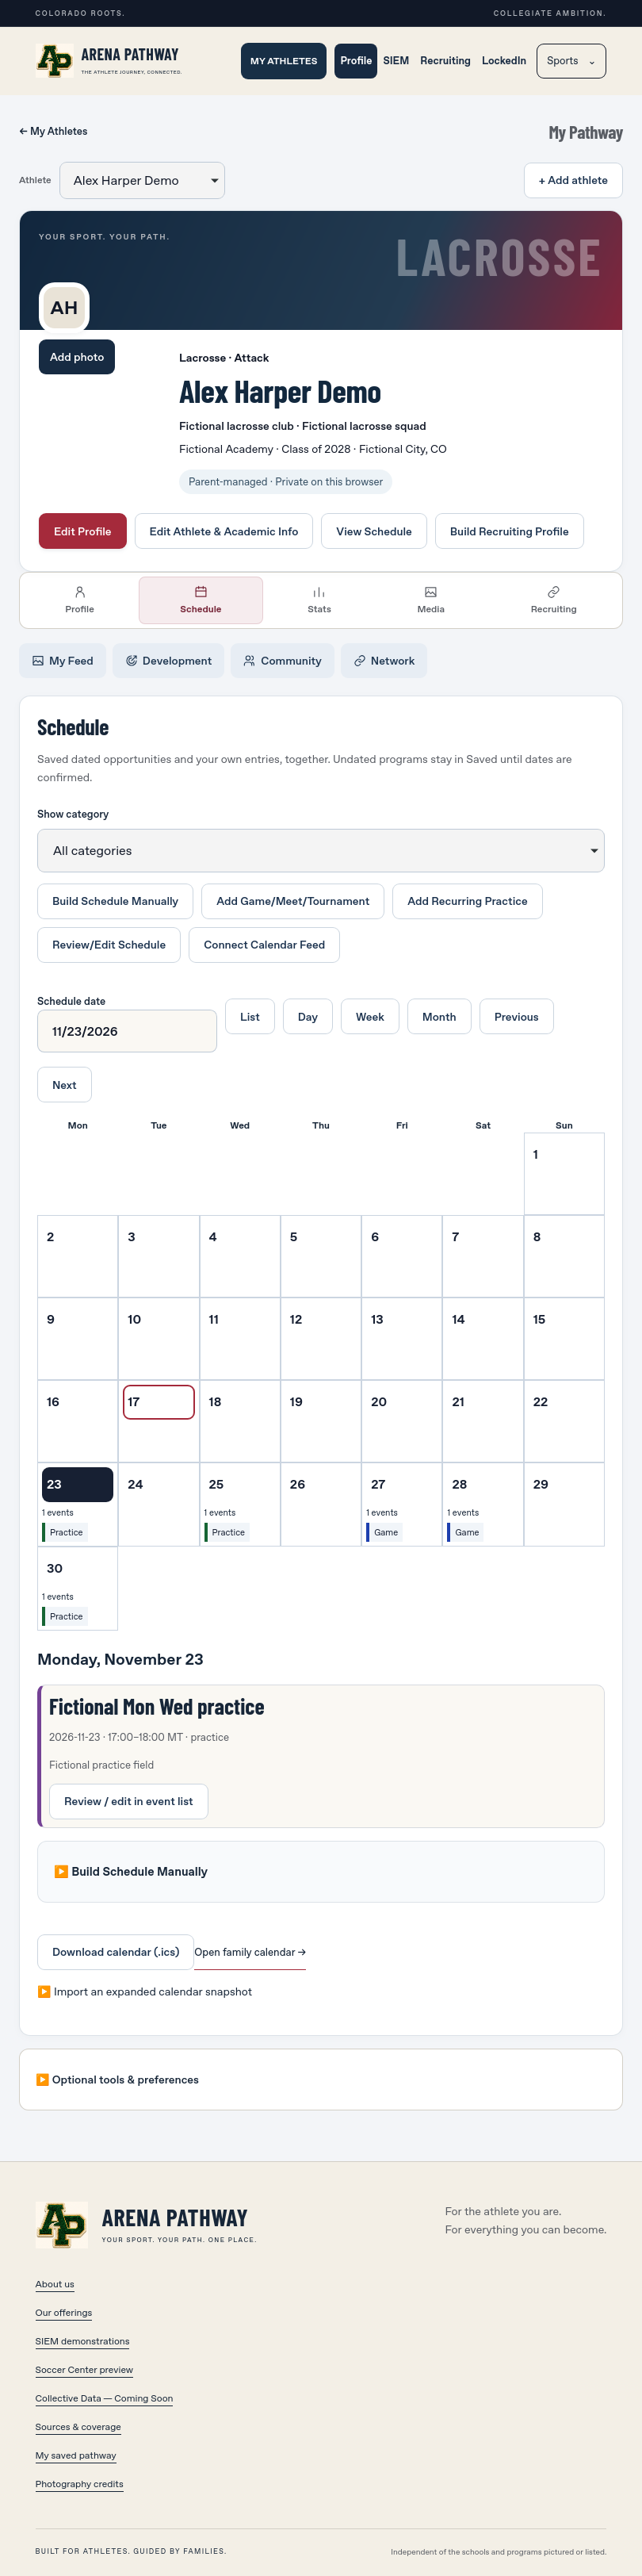 COLORADO ROOTS.
COLLEGIATE AMBITION.
AP
ARENA PATHWAY
THE ATHLETE JOURNEY, CONNECTED.
MY ATHLETES
Profile
SIEM
Recruiting
LockedIn
Sports
← My Athletes
My Pathway
Athlete
Alex Harper Demo
+ Add athlete
YOUR SPORT. YOUR PATH.
LACROSSE
AH
Add photo
Lacrosse · Attack
Alex Harper Demo
Fictional lacrosse club · Fictional lacrosse squad
Fictional Academy · Class of 2028 · Fictional City, CO
Parent-managed · Private on this browser
Edit Profile
Edit Athlete & Academic Info
View Schedule
Build Recruiting Profile
Profile
Schedule
Stats
Media
Recruiting
My Feed
Development
Community
Network
Schedule
Saved dated opportunities and your own entries, together. Undated programs stay in Saved until dates are
confirmed.
Show category
All categories
Build Schedule Manually
Add Game/Meet/Tournament
Add Recurring Practice
Review/Edit Schedule
Connect Calendar Feed
Schedule date
11/23/2026
List
Day
Week
Month
Previous
Next
Mon Tue Wed Thu Fri Sat Sun
1
2 3 4 5 6 7 8
9 10 11 12 13 14 15
16 17 18 19 20 21 22
23 24 25 26 27 28 29
1 events 1 events 1 events 1 events
Practice Practice Game Game
30
1 events
Practice
Monday, November 23
Fictional Mon Wed practice
2026-11-23 · 17:00–18:00 MT · practice
Fictional practice field
Review / edit in event list
Build Schedule Manually
Download calendar (.ics)
Open family calendar →
Import an expanded calendar snapshot
Optional tools & preferences
AP
ARENA PATHWAY
YOUR SPORT. YOUR PATH. ONE PLACE.
For the athlete you are.
For everything you can become.
About us
Our offerings
SIEM demonstrations
Soccer Center preview
Collective Data — Coming Soon
Sources & coverage
My saved pathway
Photography credits
BUILT FOR ATHLETES. GUIDED BY FAMILIES.
Independent of the schools and programs pictured or listed.